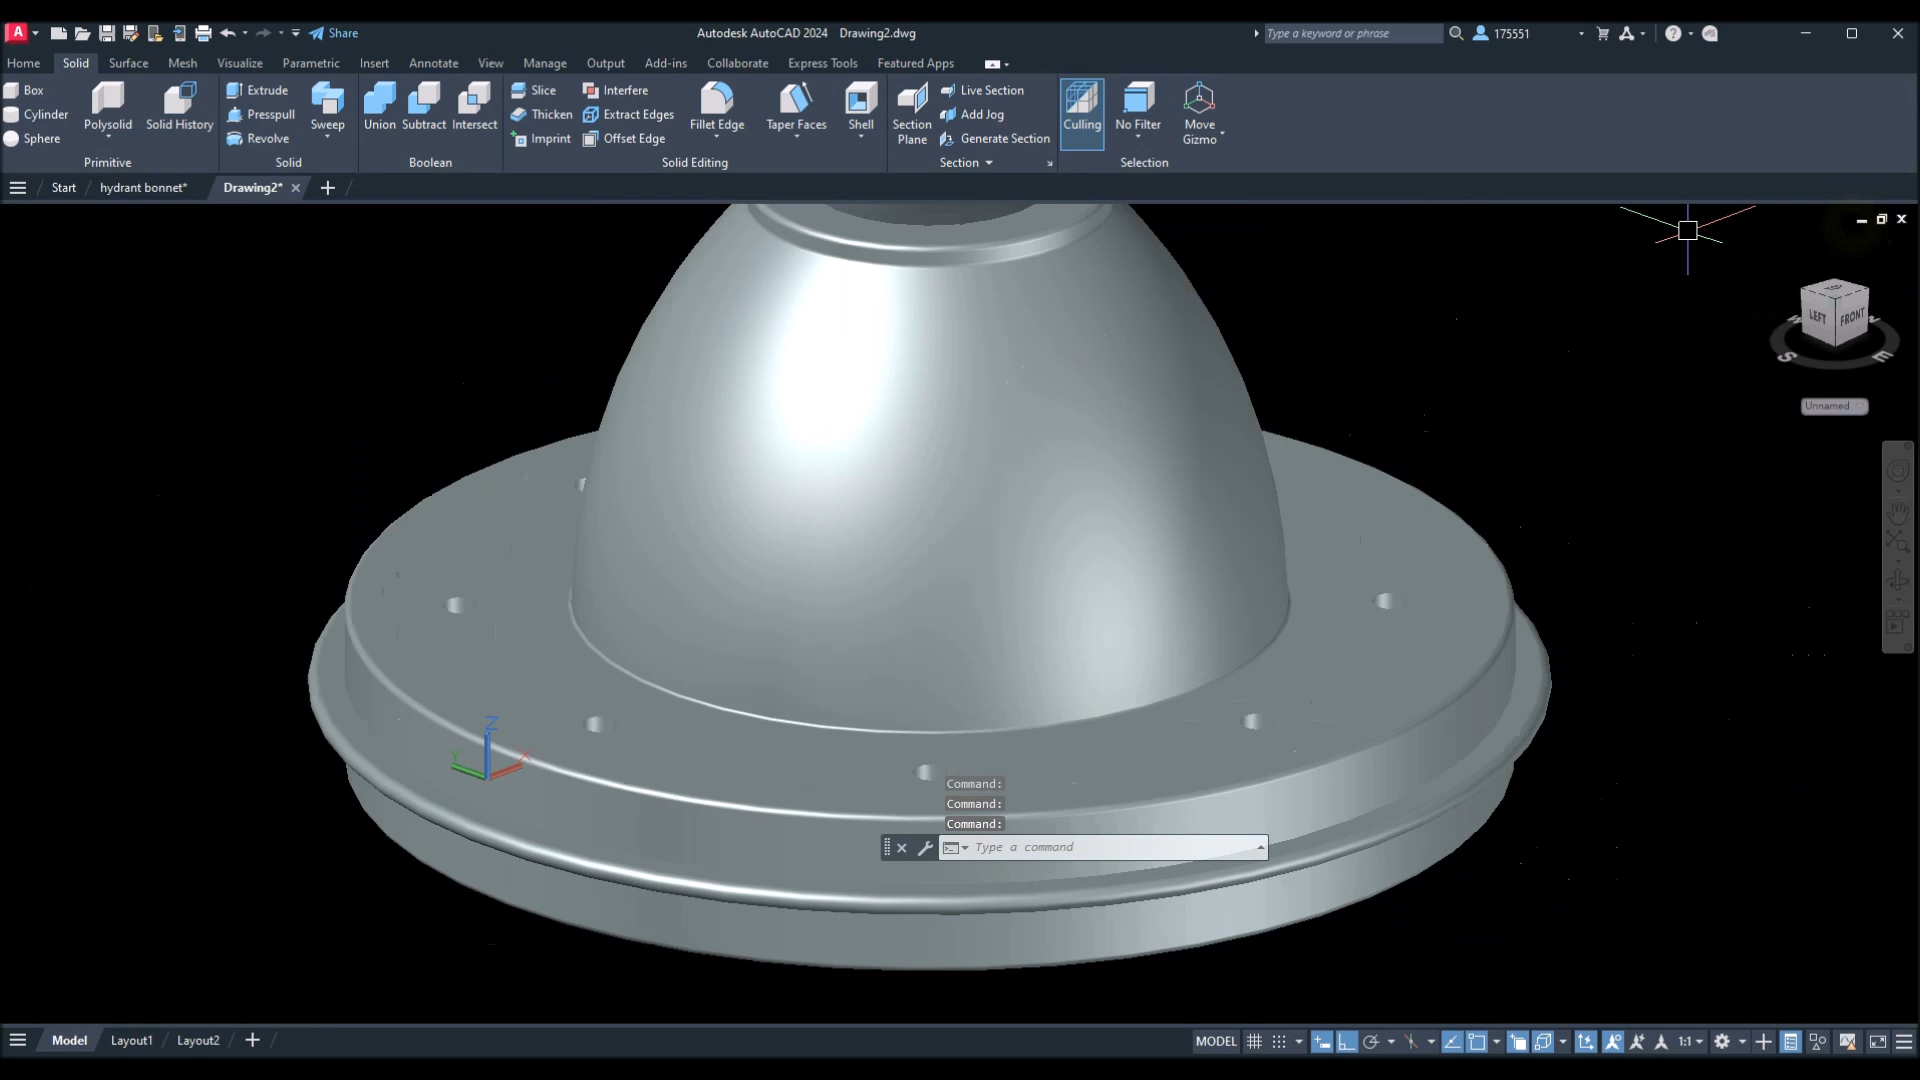 A Share Autodesk AutoCAD 2024 Drawing2.dwg Type a keyword or phrase 175551
Home Solid Surface Mesh Visualize Parametric Insert Annotate View Manage Output Add-ins Collaborate Express Tools Featured Apps
Box
Cylinder
Sphere
Polysolid
Solid History
Primitive
Extrude
Presspull
Revolve
Sweep
Solid
Union
Subtract
Intersect
Boolean
Slice
Thicken
Imprint
Interfere
Extract Edges
Offset Edge
Fillet Edge
Taper Faces
Shell
Solid Editing
Section
Plane
Live Section
Add Jog
Generate Section
Section
Culling
No Filter
Move
Gizmo
Selection
Start hydrant bonnet* Drawing2*
TOP
LEFT FRONT
S E
Unnamed
Z
Y X
Command:
Command:
Command:
Type a command
Model Layout1 Layout2 MODEL 1:1